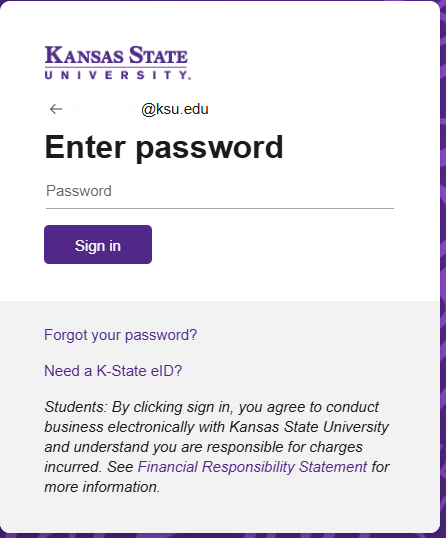 KANSAS STATE
UNIVERSITY.
@ksu.edu
Enter password
Password
Sign in
Forgot your password?
Need a K-State eID?
Students: By clicking sign in, you agree to conduct
business electronically with Kansas State University
and understand you are responsible for charges
incurred. See Financial Responsibility Statement for
more information.